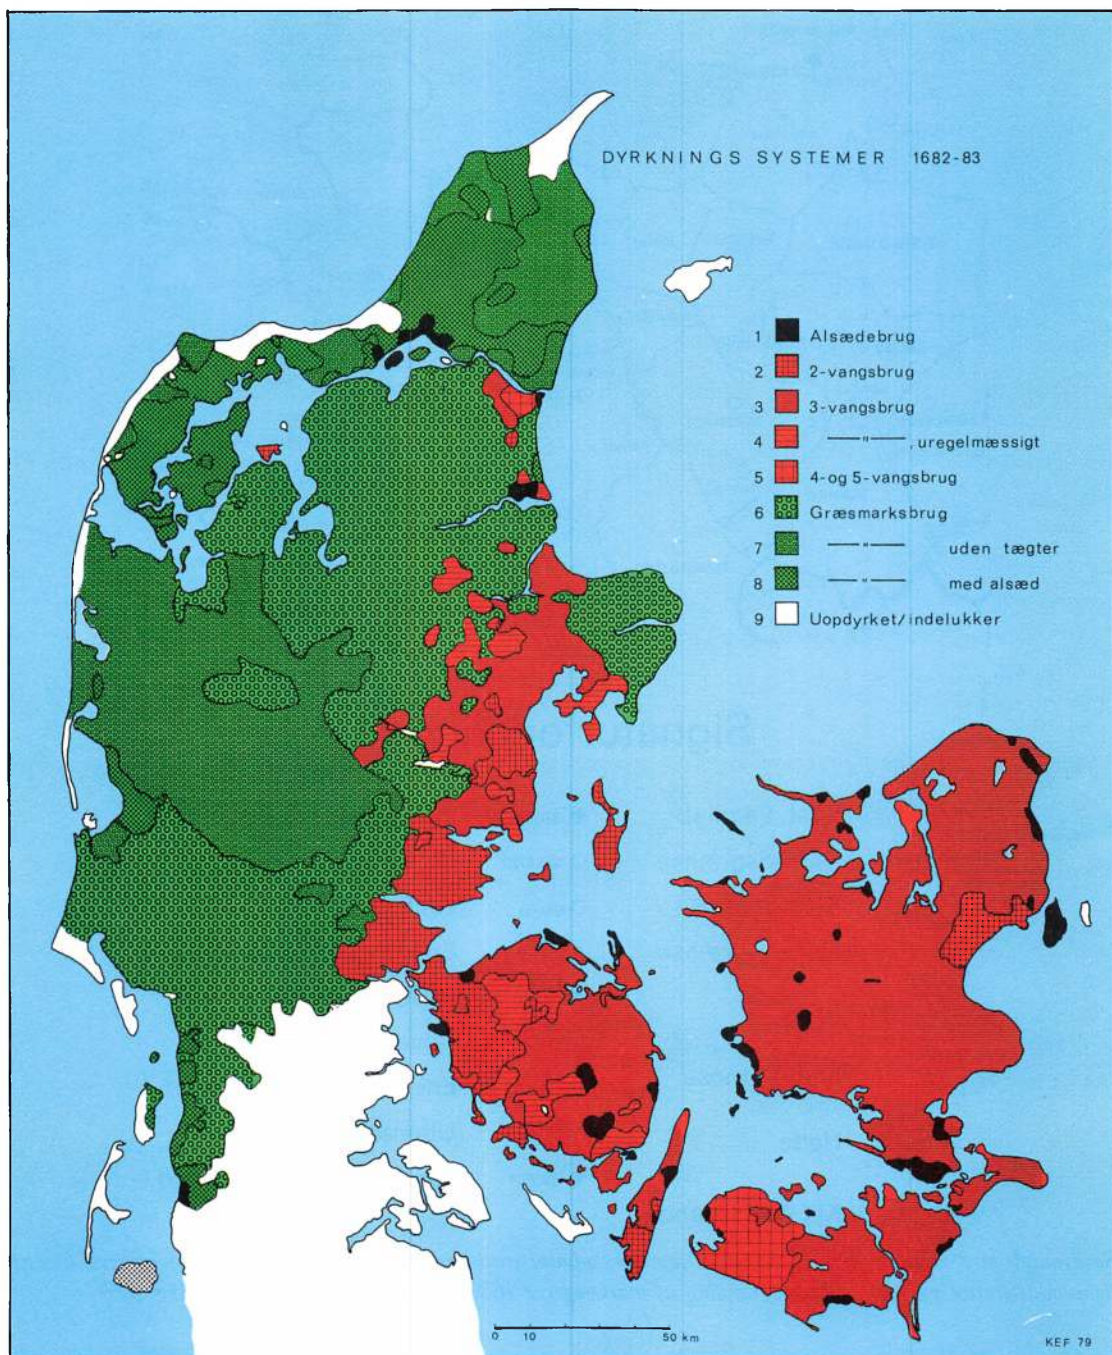 DYRKNINGS SYSTEMER 1682-83
1 Alsædebrug
2 2-vangsbrug
3 3-vangsbrug
4 —"—, uregelmæssigt
5 4-og 5-vangsbrug
6 Græsmarksbrug
7 —"— uden tægter
8 —"— med alsæd
9 Uopdyrket/indelukker
0 10 50 km
KEF 79